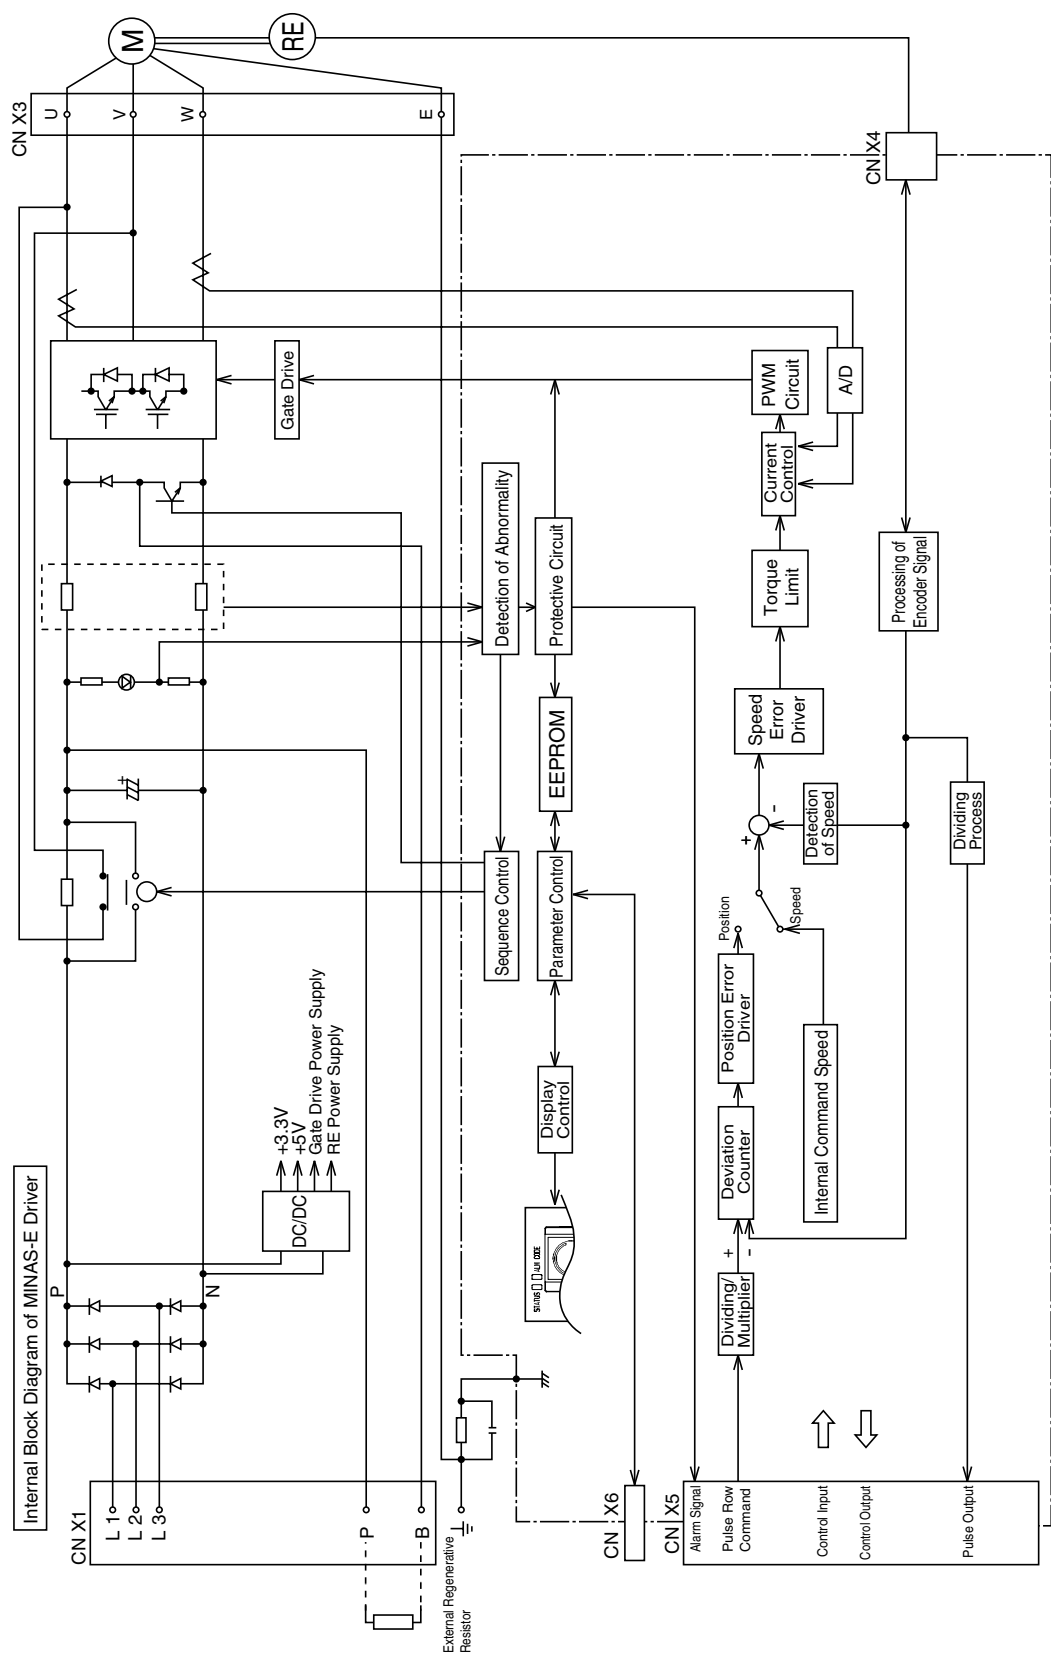 Internal Block Diagram of MINAS-E Driver
CN X1
L 1
L 2
L 3
P
B
External Regenerative
Resistor
P
N
DC/DC
+3.3V
+5V
Gate Drive Power Supply
RE Power Supply
+
Gate Drive
CN X3
U
V
W
E
M
RE
STATUS
ALM CODE
Display
Control
Sequence Control
Parameter Control
EEPROM
Detection of Abnormality
Protective Circuit
CN X6
CN X5
Alarm Signal
Pulse Row
Command
Control Input
Control Output
Pulse Output
Dividing/
Multiplier
+
-
Deviation
Counter
Position Error
Driver
Position
Speed
Internal Command Speed
+
-
Detection
of Speed
Speed
Error
Driver
Torque
Limit
Current
Control
PWM
Circuit
A/D
Dividing
Process
Processing of
Encoder Signal
CN X4